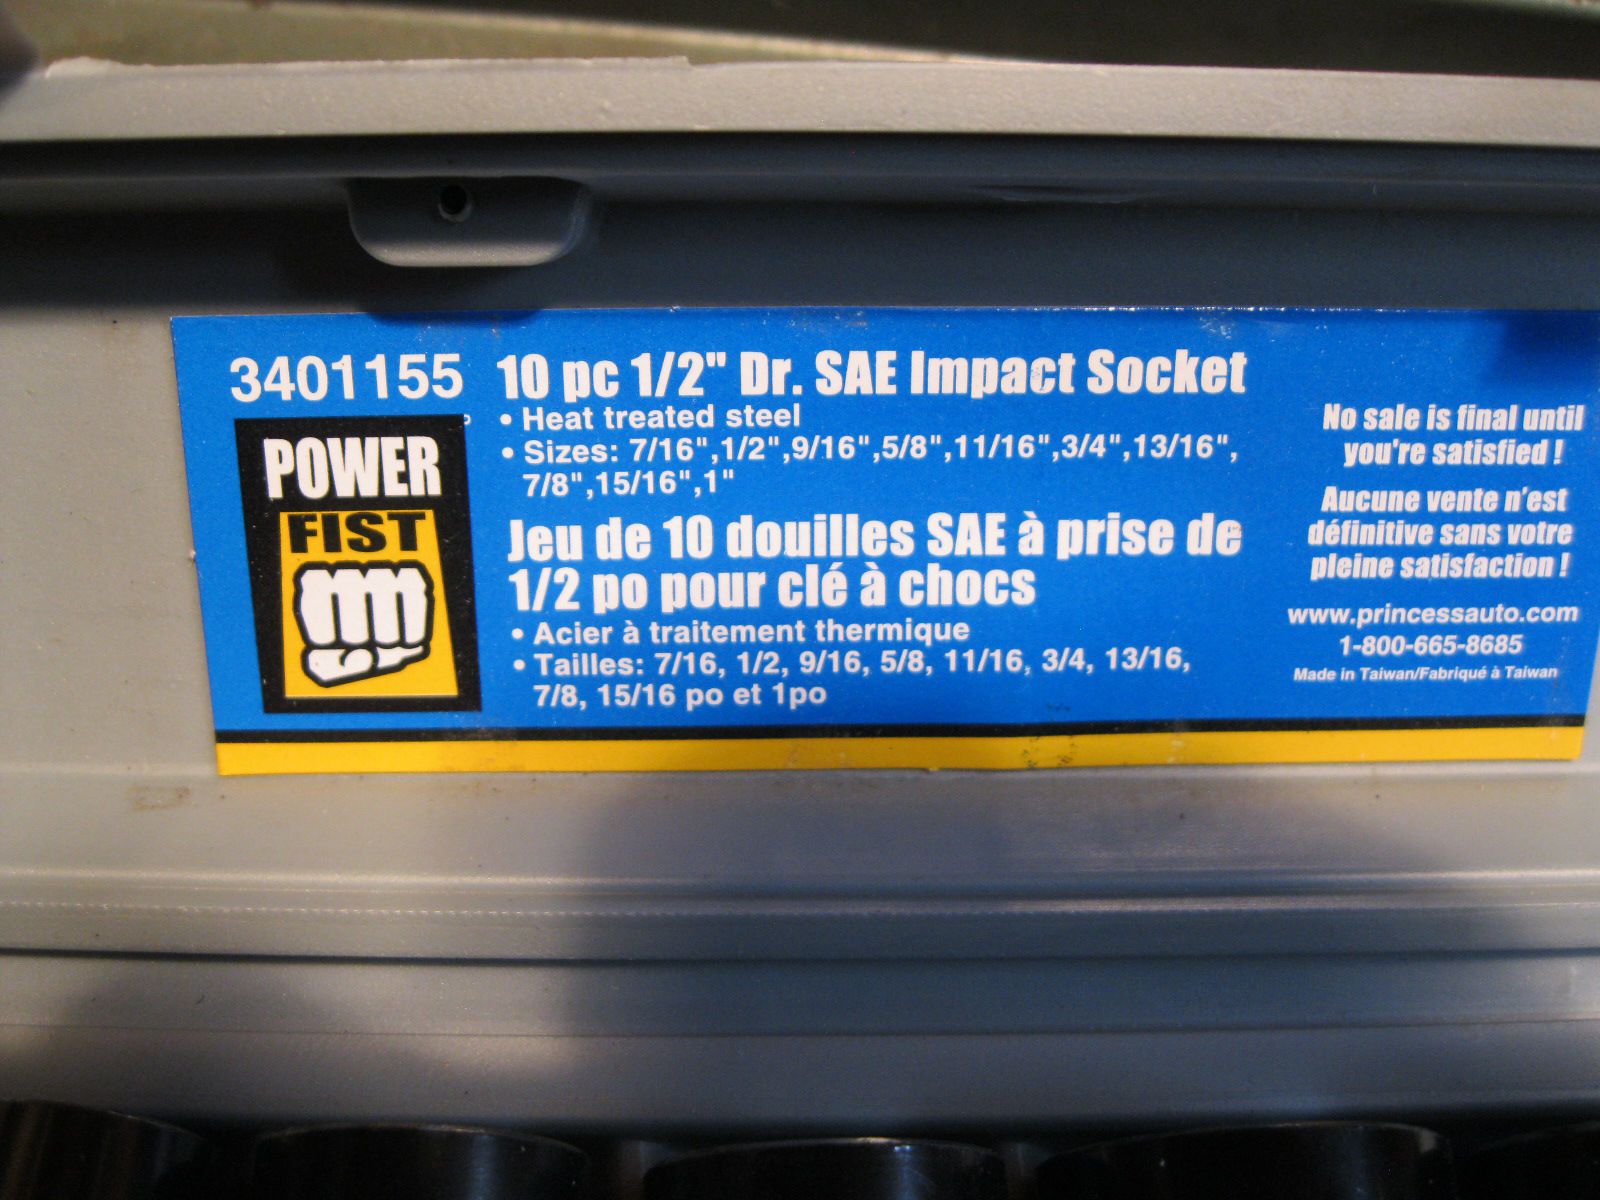 3401155
POWER
FIST
10 pc 1/2" Dr. SAE Impact Socket
• Heat treated steel
• Sizes: 7/16",1/2",9/16",5/8",11/16",3/4",13/16",
7/8",15/16",1"
Jeu de 10 douilles SAE à prise de
1/2 po pour clé à chocs
• Acier à traitement thermique
• Tailles: 7/16, 1/2, 9/16, 5/8, 11/16, 3/4, 13/16,
7/8, 15/16 po et 1po
No sale is final until
you're satisfied !
Aucune vente n'est
définitive sans votre
pleine satisfaction !
www.princessauto.com
1-800-665-8685
Made in Taiwan/Fabriqué à Taiwan